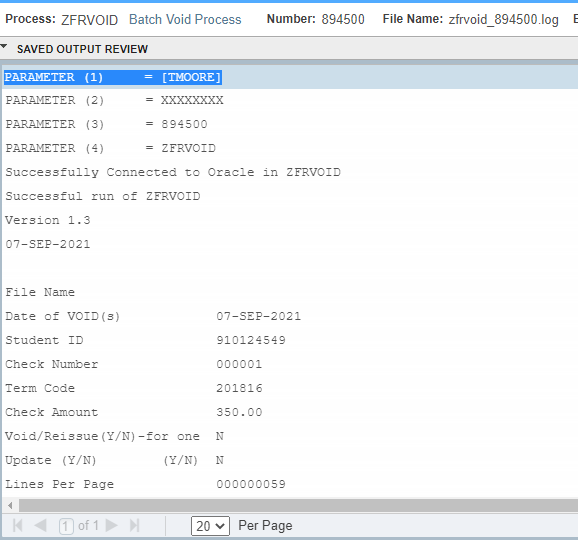 Process: ZFRVOID Batch Void Process Number: 894500 File Name: zfrvoid_894500.log
SAVED OUTPUT REVIEW
PARAMETER (1) = [TMOORE]
PARAMETER (2) = XXXXXXXX
PARAMETER (3) = 894500
PARAMETER (4) = ZFRVOID
Successfully Connected to Oracle in ZFRVOID
Successful run of ZFRVOID
Version 1.3
07-SEP-2021
File Name
Date of VOID(s) 07-SEP-2021
Student ID 910124549
Check Number 000001
Term Code 201816
Check Amount 350.00
Void/Reissue(Y/N)-for one N
Update (Y/N) (Y/N) N
Lines Per Page 000000059
1 of 1 20 Per Page